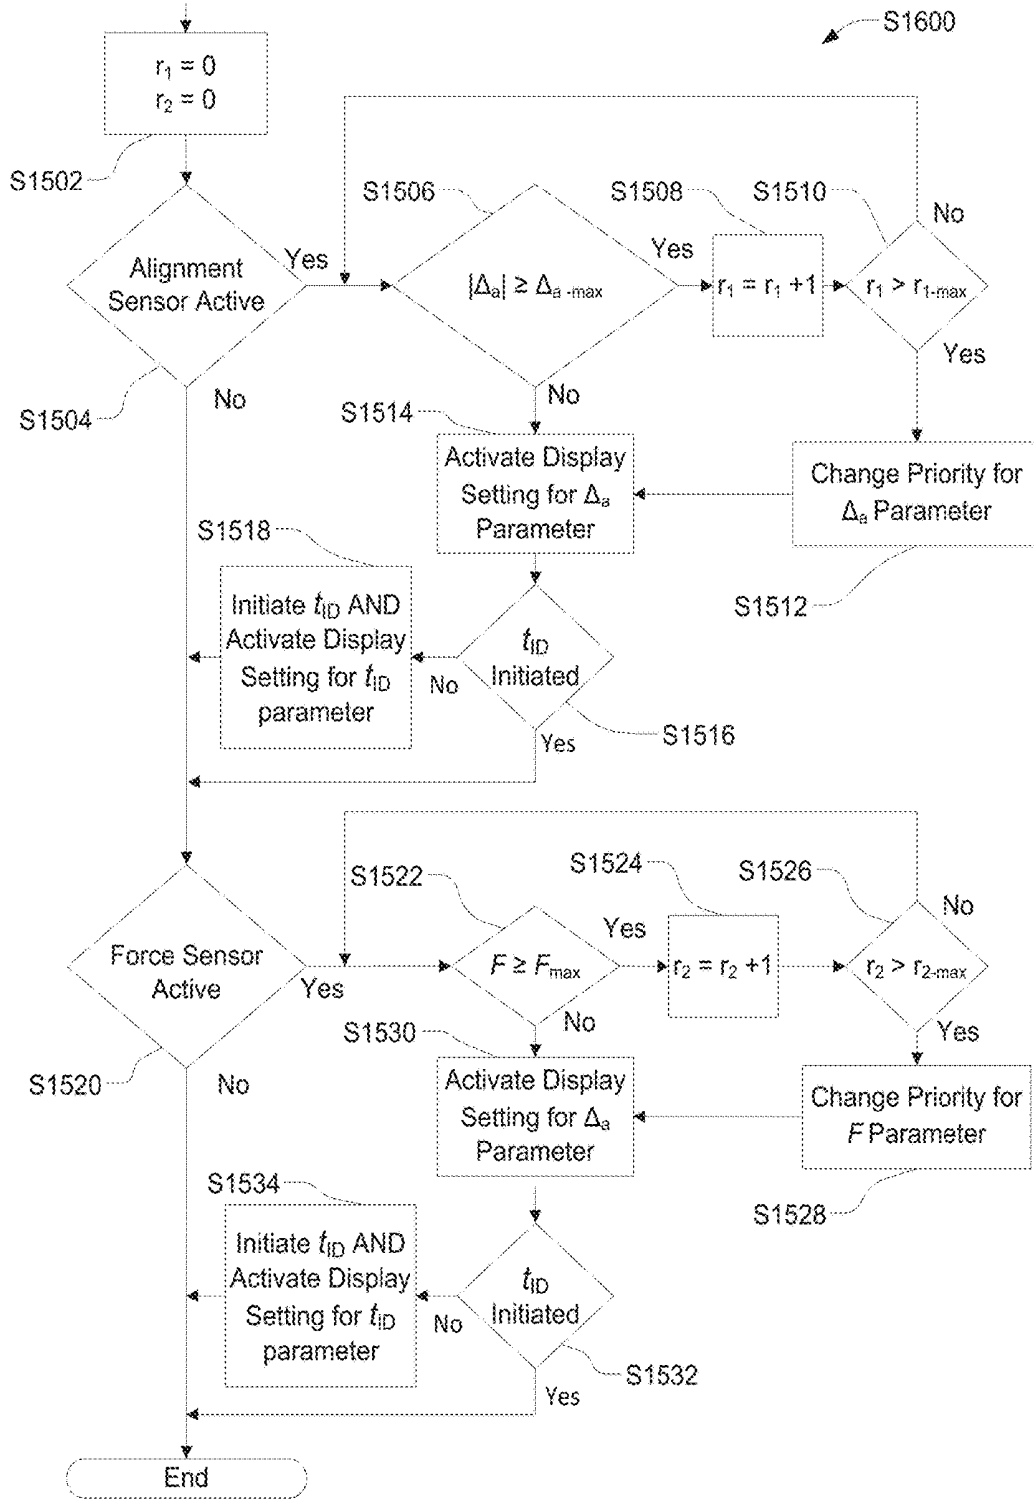 S1600
r1 = 0
r2 = 0
S1502
S1506
S1508
S1510
No
Alignment
Sensor Active
Yes
|Δa| ≥ Δa-max
Yes
r1 = r1 +1
r1 > r1-max
Yes
S1504
No
S1514
No
Activate Display
Setting for Δa
Parameter
Change Priority for
Δa Parameter
S1518
S1512
Initiate tID AND
Activate Display
Setting for tID
parameter
No
tID
Initiated
S1516
Yes
S1522
S1524
S1526
No
Force Sensor
Active
Yes
F ≥ Fmax
Yes
r2 = r2 +1
r2 > r2-max
Yes
S1520
No
S1530
No
Activate Display
Setting for Δa
Parameter
Change Priority for
F Parameter
S1534
S1528
Initiate tID AND
Activate Display
Setting for tID
parameter
No
tID
Initiated
S1532
Yes
End